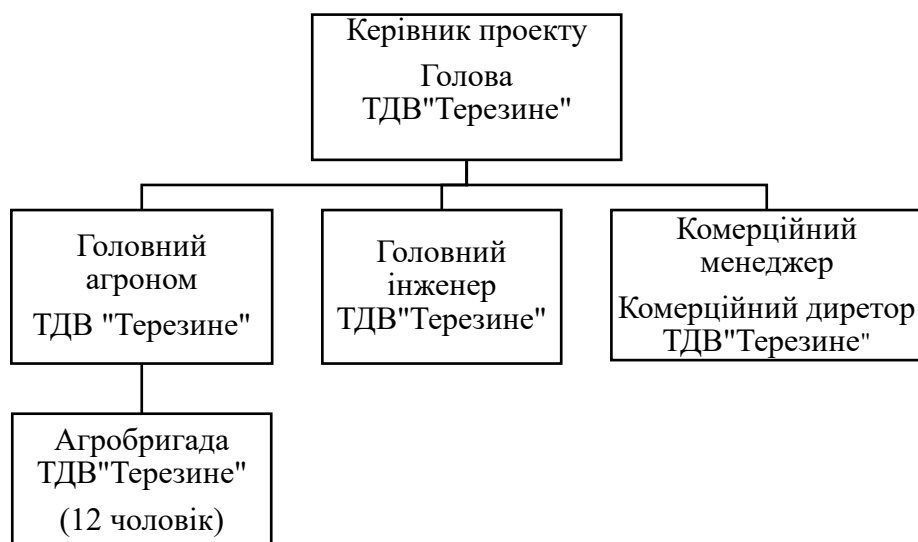 Керівник проекту
Голова
ТДВ"Терезине"
Головний
агроном
ТДВ "Терезине"
Головний
інженер
ТДВ"Терезине"
Комерційний
менеджер
Комерційний диретор
ТДВ"Терезине"
Агробригада
ТДВ"Терезине"
(12 чоловік)